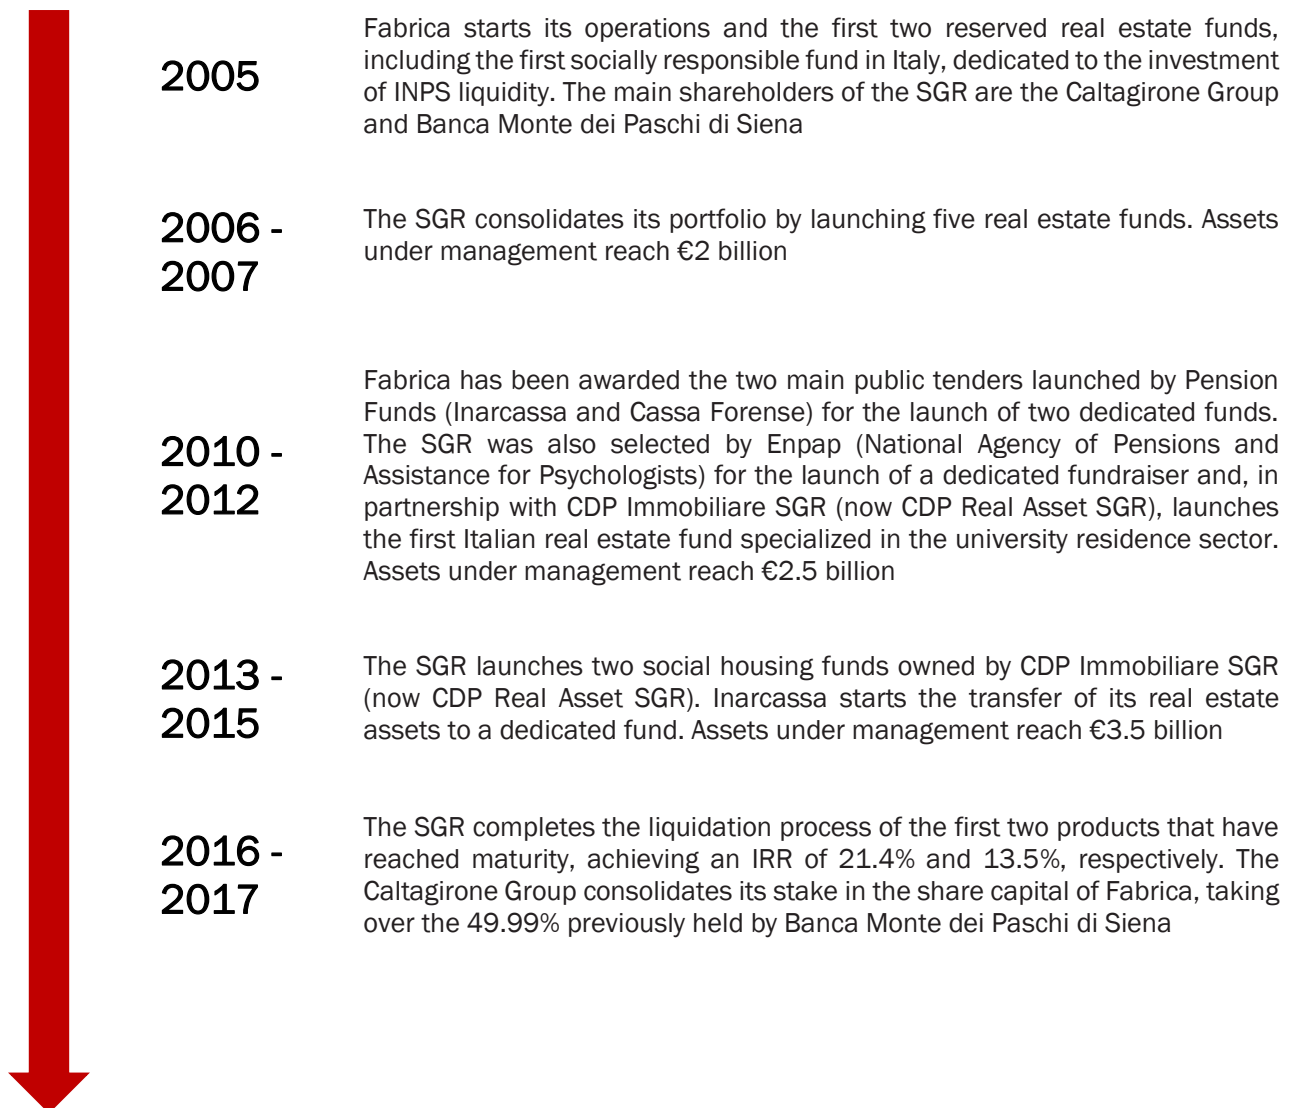 2005
Fabrica starts its operations and the first two reserved real estate funds,
including the first socially responsible fund in Italy, dedicated to the investment
of INPS liquidity. The main shareholders of the SGR are the Caltagirone Group
and Banca Monte dei Paschi di Siena
2006 -
2007
The SGR consolidates its portfolio by launching five real estate funds. Assets
under management reach €2 billion
2010 -
2012
Fabrica has been awarded the two main public tenders launched by Pension
Funds (Inarcassa and Cassa Forense) for the launch of two dedicated funds.
The SGR was also selected by Enpap (National Agency of Pensions and
Assistance for Psychologists) for the launch of a dedicated fundraiser and, in
partnership with CDP Immobiliare SGR (now CDP Real Asset SGR), launches
the first Italian real estate fund specialized in the university residence sector.
Assets under management reach €2.5 billion
2013 -
2015
The SGR launches two social housing funds owned by CDP Immobiliare SGR
(now CDP Real Asset SGR). Inarcassa starts the transfer of its real estate
assets to a dedicated fund. Assets under management reach €3.5 billion
2016 -
2017
The SGR completes the liquidation process of the first two products that have
reached maturity, achieving an IRR of 21.4% and 13.5%, respectively. The
Caltagirone Group consolidates its stake in the share capital of Fabrica, taking
over the 49.99% previously held by Banca Monte dei Paschi di Siena